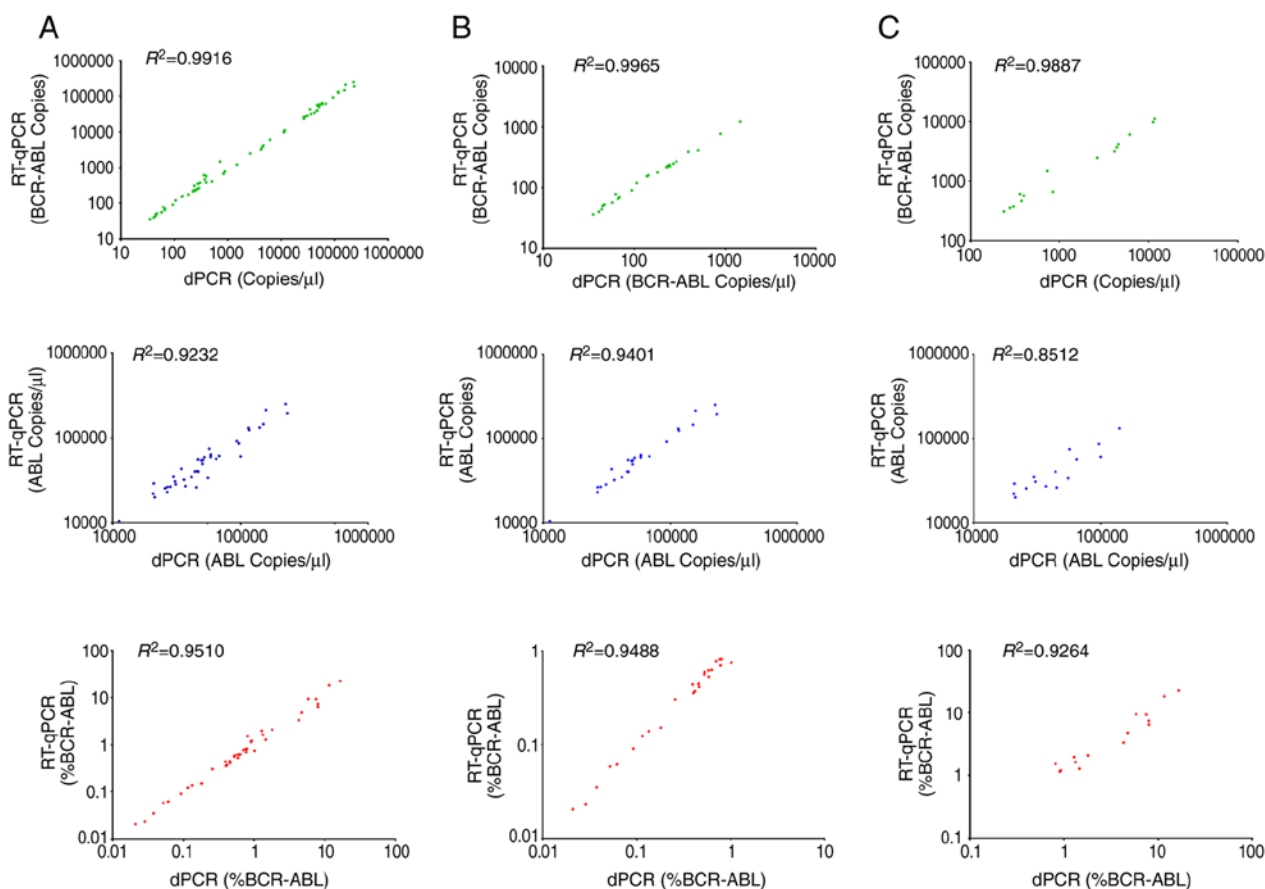 A
B
C
R²=0.9916
1000000
100000
10000
1000
100
10
RT-qPCR
(BCR-ABL Copies)
10 100 1000 10000 100000 1000000
dPCR (Copies/μl)
R²=0.9965
10000
1000
100
10
RT-qPCR
(BCR-ABL Copies)
10 100 1000 10000
dPCR (BCR-ABL Copies/μl)
R²=0.9887
100000
10000
1000
100
RT-qPCR
(BCR-ABL Copies)
100 1000 10000 100000
dPCR (Copies/μl)
R²=0.9232
1000000
100000
10000
RT-qPCR
(ABL Copies/μl)
10000 100000 1000000
dPCR (ABL Copies/μl)
R²=0.9401
1000000
100000
10000
RT-qPCR
(ABL Copies)
10000 100000 1000000
dPCR (ABL Copies/μl)
R²=0.8512
1000000
100000
10000
RT-qPCR
(ABL Copies)
10000 100000 1000000
dPCR (ABL Copies/μl)
R²=0.9510
100
10
1
0.1
0.01
RT-qPCR
(%BCR-ABL)
0.01 0.1 1 10 100
dPCR (%BCR-ABL)
R²=0.9488
1
0.1
0.01
RT-qPCR
(%BCR-ABL)
0.01 0.1 1 10
dPCR (%BCR-ABL)
R²=0.9264
100
10
1
0.1
RT-qPCR
(%BCR-ABL)
0.1 1 10 100
dPCR (%BCR-ABL)